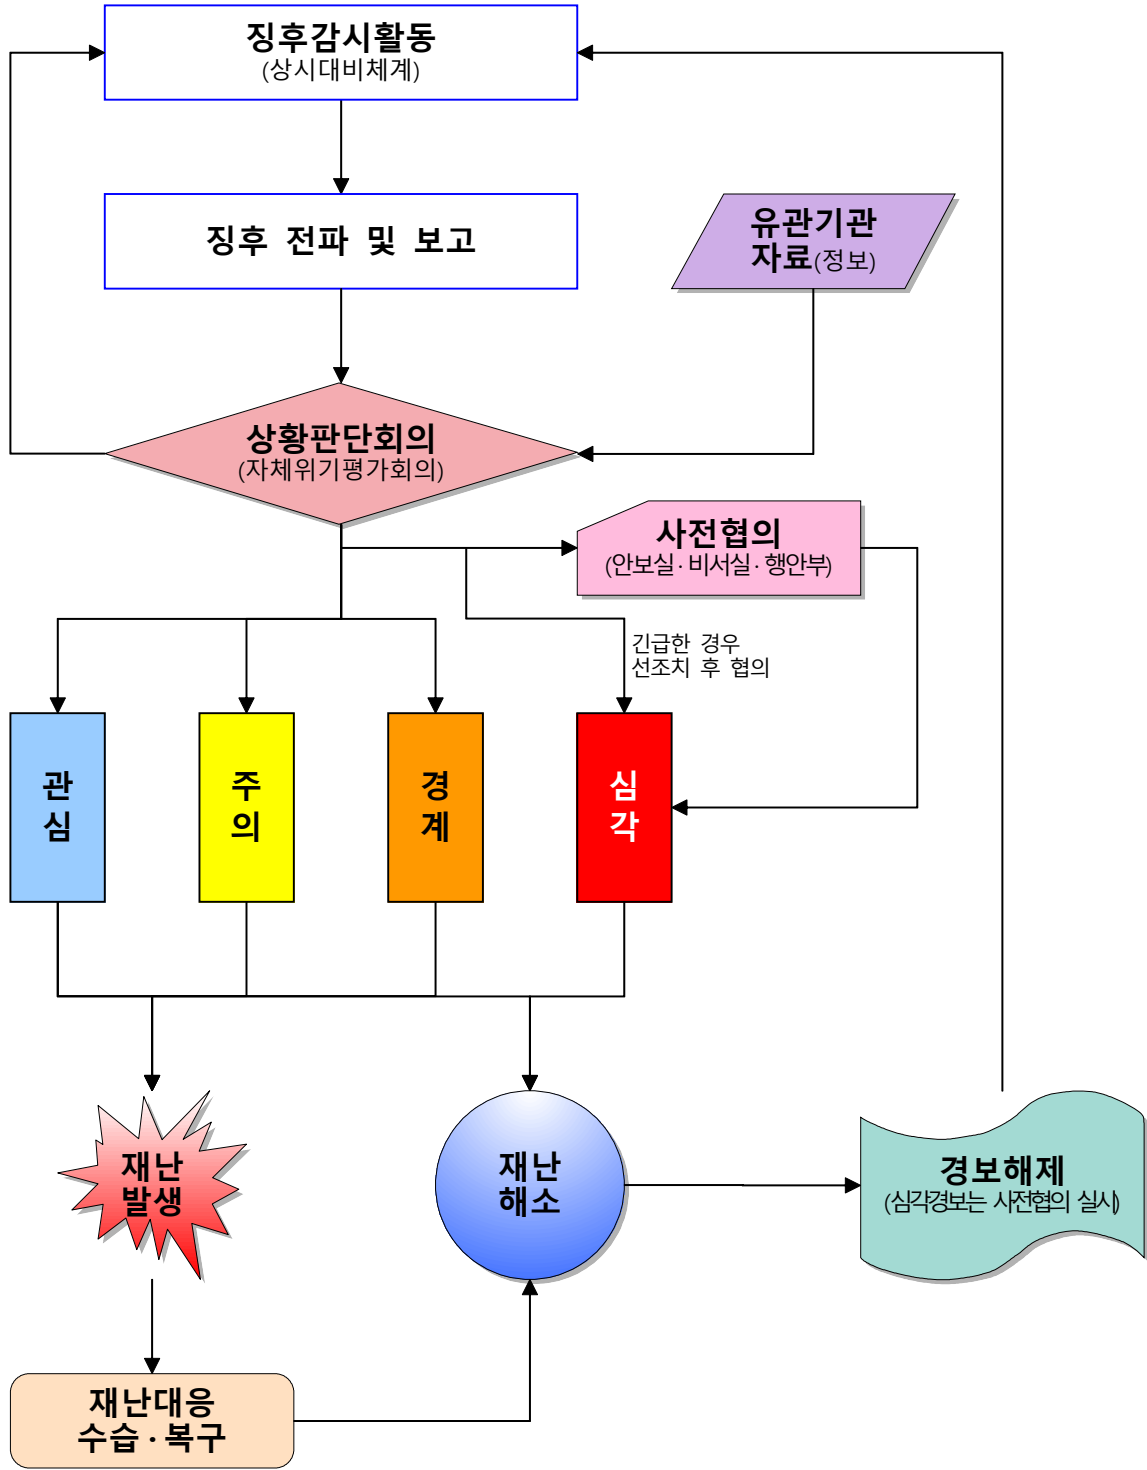 징후감시활동
(상시대비체계)
징후 전파 및 보고
유관기관
자료(정보)
상황판단회의
(자체위기평가회의)
사전협의
(안보실·비서실·행안부)
긴급한 경우
선조치 후 협의
관
심
주
의
경
계
심
각
재난
발생
재난
해소
경보해제
(심각경보는 사전협의 실시)
재난대응
수습·복구